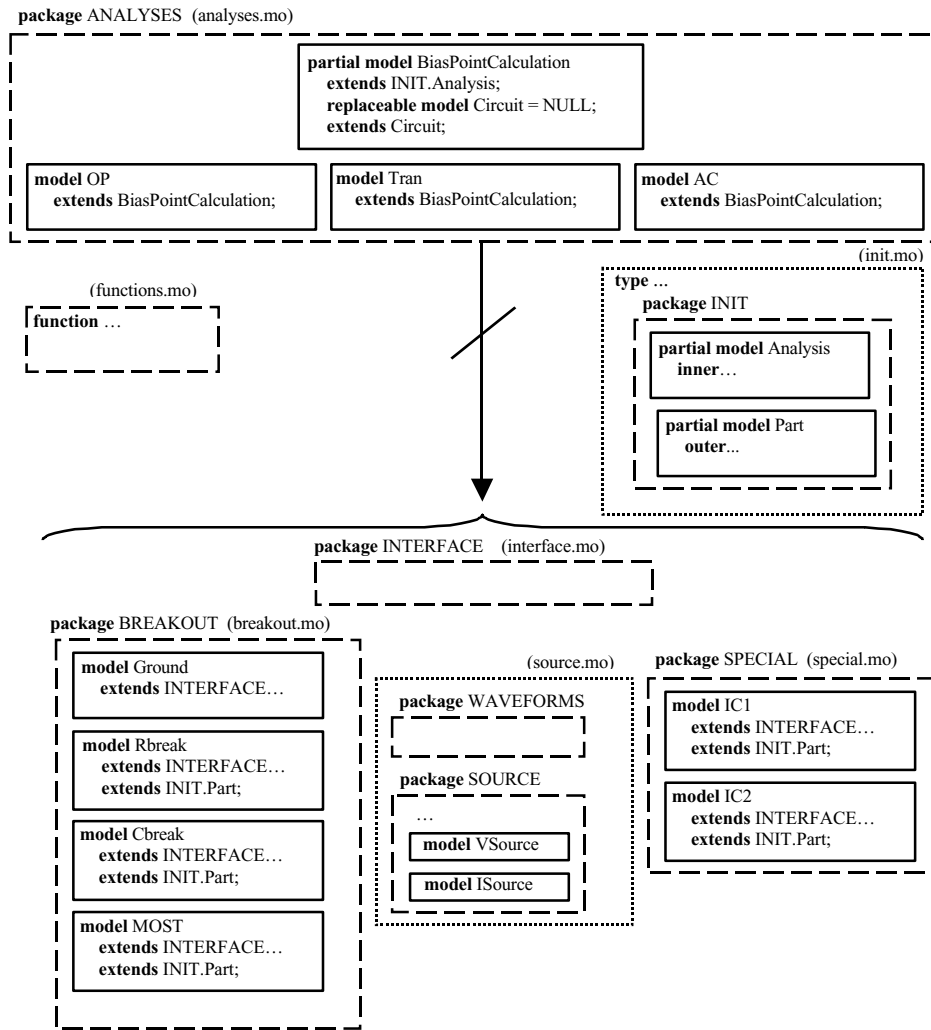 package ANALYSES (analyses.mo)
partial model BiasPointCalculation
extends INIT.Analysis;
replaceable model Circuit = NULL;
extends Circuit;
model OP
extends BiasPointCalculation;
model Tran
extends BiasPointCalculation;
model AC
extends BiasPointCalculation;
(functions.mo)
function …
(init.mo)
type ...
package INIT
partial model Analysis
inner…
partial model Part
outer...
package INTERFACE (interface.mo)
package BREAKOUT (breakout.mo)
model Ground
extends INTERFACE…
model Rbreak
extends INTERFACE…
extends INIT.Part;
model Cbreak
extends INTERFACE…
extends INIT.Part;
model MOST
extends INTERFACE…
extends INIT.Part;
(source.mo)
package WAVEFORMS
package SOURCE
…
model VSource
model ISource
package SPECIAL (special.mo)
model IC1
extends INTERFACE…
extends INIT.Part;
model IC2
extends INTERFACE…
extends INIT.Part;